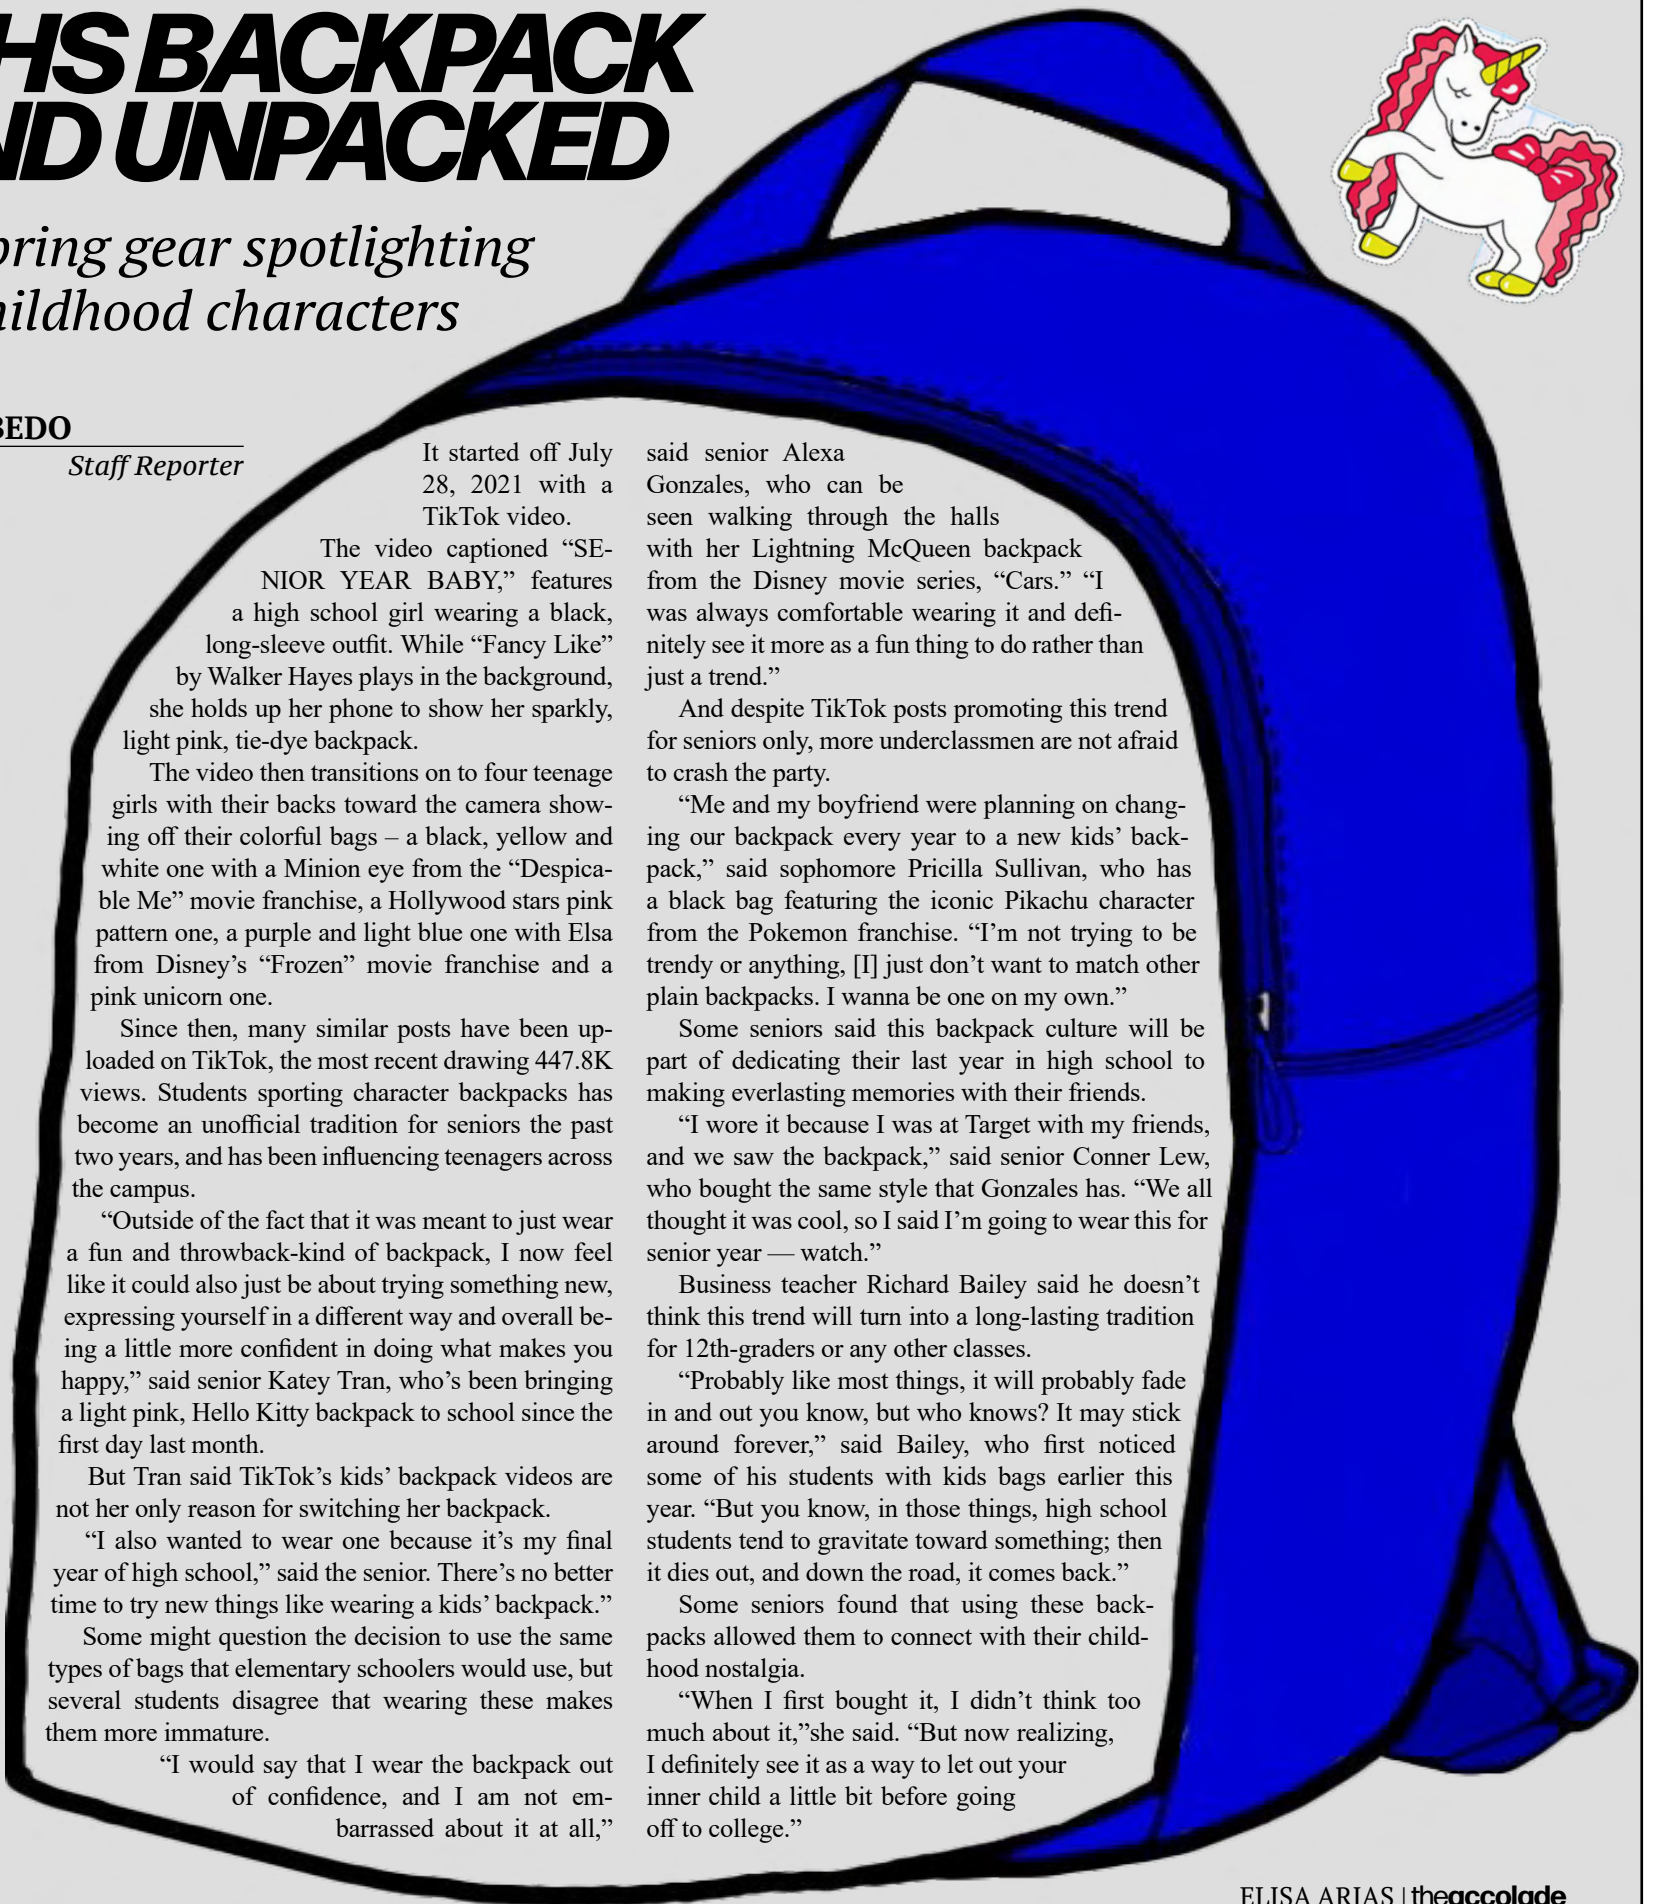 HS BACKPACK
ND UNPACKED
bring gear spotlighting
hildhood characters
BEDO
Staff Reporter
It started off July
28, 2021 with a
TikTok video.
The video captioned “SE-
NIOR YEAR BABY,” features
a high school girl wearing a black,
long-sleeve outfit. While “Fancy Like”
by Walker Hayes plays in the background,
she holds up her phone to show her sparkly,
light pink, tie-dye backpack.
The video then transitions on to four teenage
girls with their backs toward the camera show-
ing off their colorful bags – a black, yellow and
white one with a Minion eye from the “Despica-
ble Me” movie franchise, a Hollywood stars pink
pattern one, a purple and light blue one with Elsa
from Disney’s “Frozen” movie franchise and a
pink unicorn one.
Since then, many similar posts have been up-
loaded on TikTok, the most recent drawing 447.8K
views. Students sporting character backpacks has
become an unofficial tradition for seniors the past
two years, and has been influencing teenagers across
the campus.
“Outside of the fact that it was meant to just wear
a fun and throwback-kind of backpack, I now feel
like it could also just be about trying something new,
expressing yourself in a different way and overall be-
ing a little more confident in doing what makes you
happy,” said senior Katey Tran, who’s been bringing
a light pink, Hello Kitty backpack to school since the
first day last month.
But Tran said TikTok’s kids’ backpack videos are
not her only reason for switching her backpack.
“I also wanted to wear one because it’s my final
year of high school,” said the senior. There’s no better
time to try new things like wearing a kids’ backpack.”
Some might question the decision to use the same
types of bags that elementary schoolers would use, but
several students disagree that wearing these makes
them more immature.
“I would say that I wear the backpack out
of confidence, and I am not em-
barrassed about it at all,”
said senior Alexa
Gonzales, who can be
seen walking through the halls
with her Lightning McQueen backpack
from the Disney movie series, “Cars.” “I
was always comfortable wearing it and defi-
nitely see it more as a fun thing to do rather than
just a trend.”
And despite TikTok posts promoting this trend
for seniors only, more underclassmen are not afraid
to crash the party.
“Me and my boyfriend were planning on chang-
ing our backpack every year to a new kids’ back-
pack,” said sophomore Pricilla Sullivan, who has
a black bag featuring the iconic Pikachu character
from the Pokemon franchise. “I’m not trying to be
trendy or anything, [I] just don’t want to match other
plain backpacks. I wanna be one on my own.”
Some seniors said this backpack culture will be
part of dedicating their last year in high school to
making everlasting memories with their friends.
“I wore it because I was at Target with my friends,
and we saw the backpack,” said senior Conner Lew,
who bought the same style that Gonzales has. “We all
thought it was cool, so I said I’m going to wear this for
senior year — watch.”
Business teacher Richard Bailey said he doesn’t
think this trend will turn into a long-lasting tradition
for 12th-graders or any other classes.
“Probably like most things, it will probably fade
in and out you know, but who knows? It may stick
around forever,” said Bailey, who first noticed
some of his students with kids bags earlier this
year. “But you know, in those things, high school
students tend to gravitate toward something; then
it dies out, and down the road, it comes back.”
Some seniors found that using these back-
packs allowed them to connect with their child-
hood nostalgia.
“When I first bought it, I didn’t think too
much about it,”she said. “But now realizing,
I definitely see it as a way to let out your
inner child a little bit before going
off to college.”
ELISA ARIAS | theaccolade